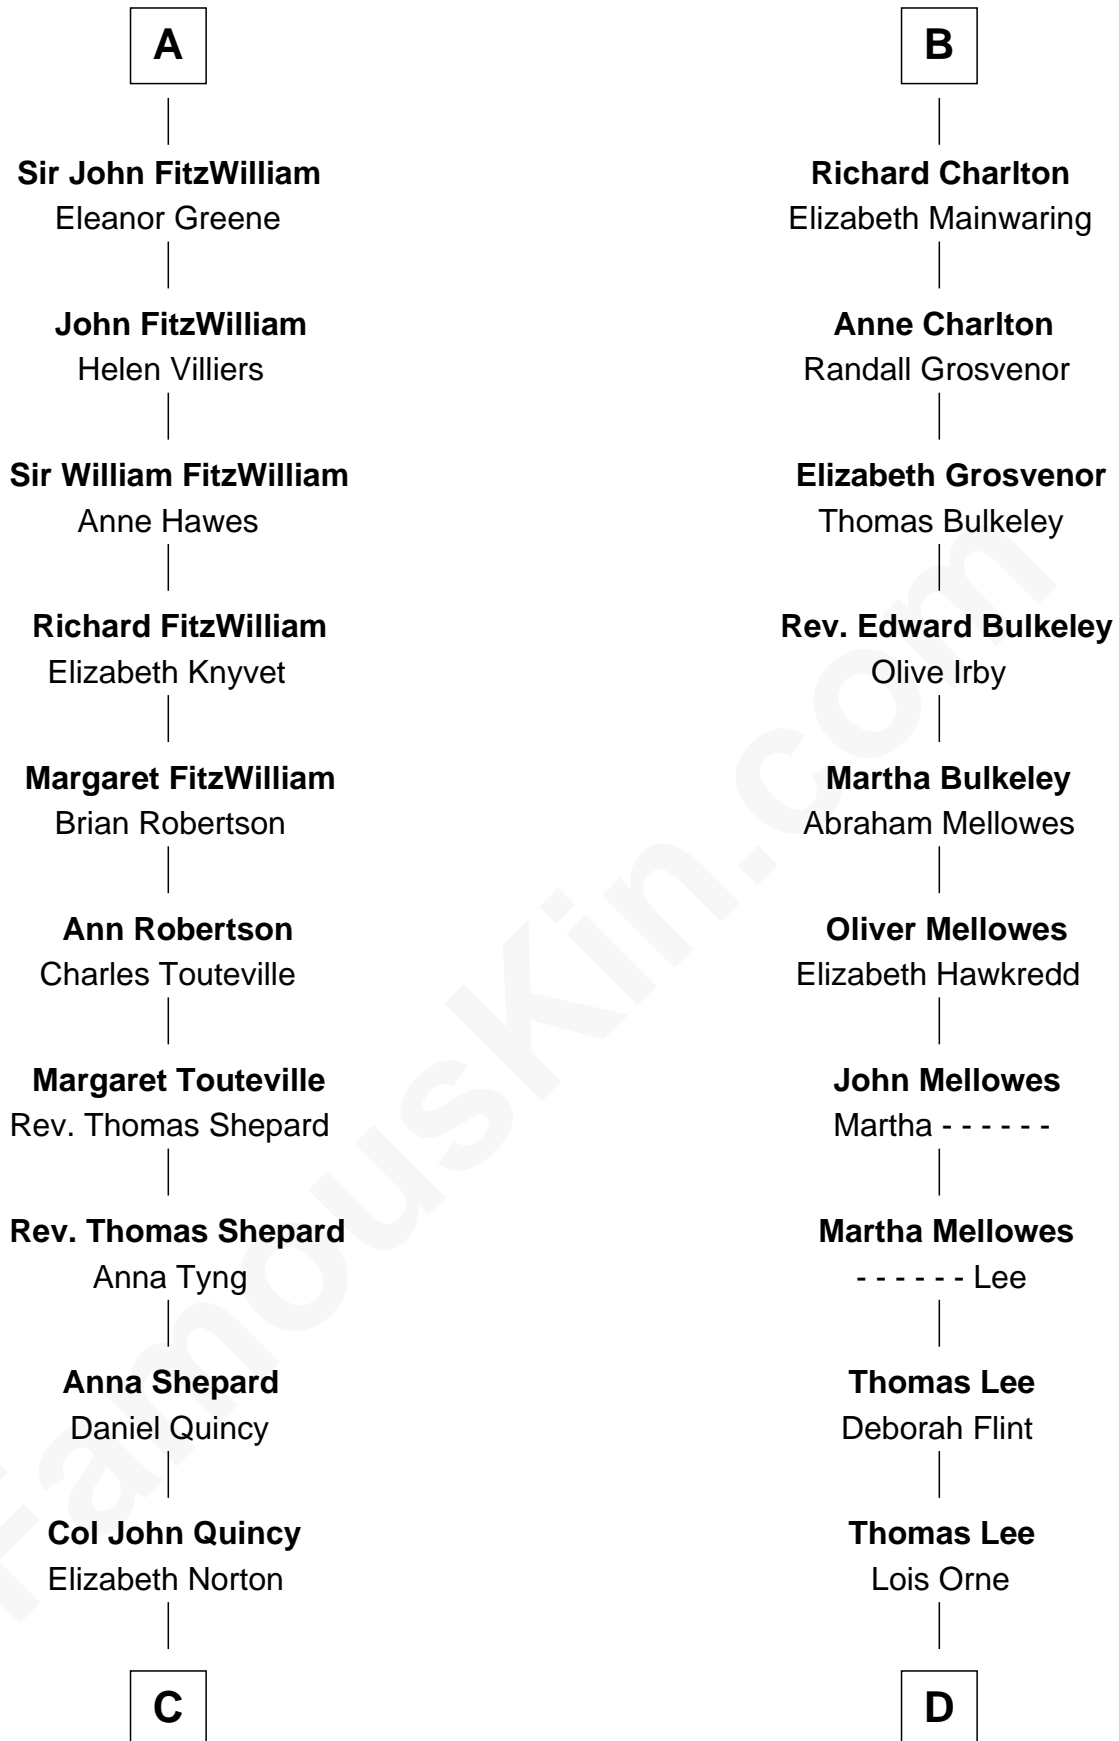 A
Sir John FitzWilliam
Eleanor Greene
John FitzWilliam
Helen Villiers
Sir William FitzWilliam
Anne Hawes
Richard FitzWilliam
Elizabeth Knyvet
Margaret FitzWilliam
Brian Robertson
Ann Robertson
Charles Touteville
Margaret Touteville
Rev. Thomas Shepard
Rev. Thomas Shepard
Anna Tyng
Anna Shepard
Daniel Quincy
Col John Quincy
Elizabeth Norton
C
B
Richard Charlton
Elizabeth Mainwaring
Anne Charlton
Randall Grosvenor
Elizabeth Grosvenor
Thomas Bulkeley
Rev. Edward Bulkeley
Olive Irby
Martha Bulkeley
Abraham Mellowes
Oliver Mellowes
Elizabeth Hawkredd
John Mellowes
Martha - - - - - -
Martha Mellowes
- - - - - - Lee
Thomas Lee
Deborah Flint
Thomas Lee
Lois Orne
D
FamousKin.com